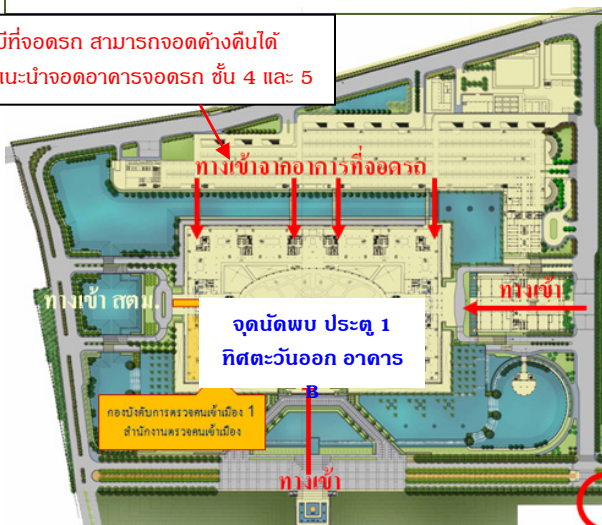 มีที่จอดรถ สามารถจอดค้างคืนได้
แนะนำจอดอาคารจอดรถ ชั้น 4 และ 5
ทางเข้าจากอาคารที่จอดรถ
ทางเข้า สตม.
ทางเข้า
จุดนัดพบ ประตู 1
ทิศตะวันออก อาคาร
B
กองบังคับการตรวจคนเข้าเมือง 1
สำนักงานตรวจคนเข้าเมือง
ทางเข้า